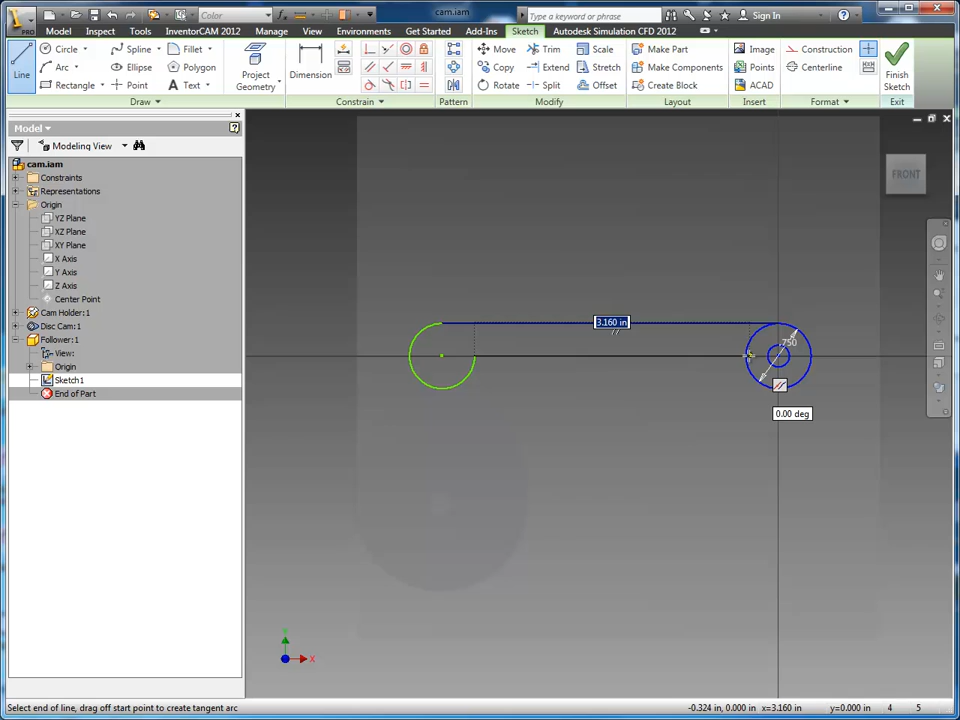 cam.iam
Color
Type a keyword or phrase
Sign In
PRO
Model Inspect Tools InventorCAM 2012 Manage View Environments Get Started Add-Ins Sketch Autodesk Simulation CFD 2012
Line
Circle Spline Fillet
Arc Ellipse Polygon
Rectangle Point Text
Project Geometry
Dimension
Move Trim Scale
Copy Extend Stretch
Rotate Split Offset
Make Part
Make Components
Create Block
Image
Points
ACAD
Construction
Centerline
Finish Sketch
Draw Constrain Pattern Modify Layout Insert Format Exit
Model
Modeling View
cam.iam
Constraints
Representations
Origin
YZ Plane
XZ Plane
XY Plane
X Axis
Y Axis
Z Axis
Center Point
Cam Holder:1
Disc Cam:1
Follower:1
View:
Origin
Sketch1
End of Part
FRONT
3.160 in
.750
0.00 deg
Y
X
Select end of line, drag off start point to create tangent arc
-0.324 in, 0.000 in x=3.160 in y=0.000 in 4 5